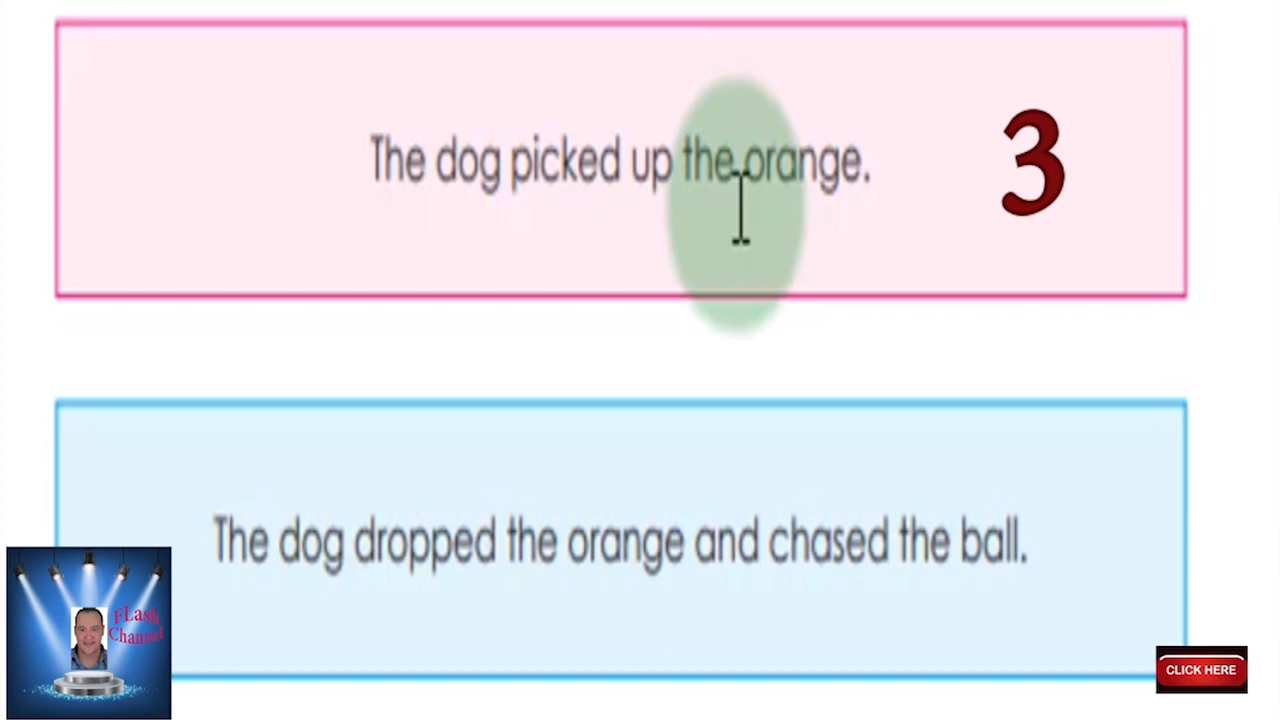 The dog picked up the orange.
3
The dog dropped the orange and chased the ball.
FLash
Channel
CLICK HERE